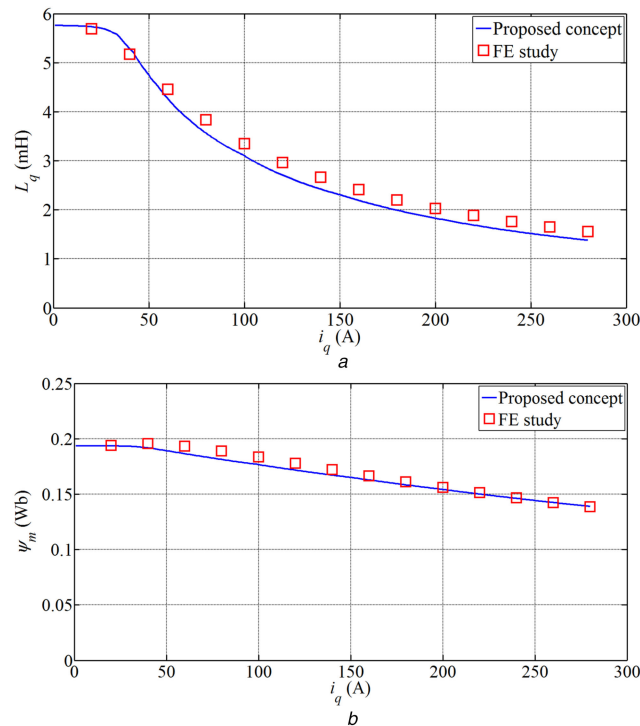 6
5
4
3
2
1
0
L_q (mH)
Proposed concept
FE study
0 50 100 150 200 250 300
i_q (A)
a
0.25
0.2
0.15
0.1
0.05
0
ψ_m (Wb)
Proposed concept
FE study
0 50 100 150 200 250 300
i_q (A)
b